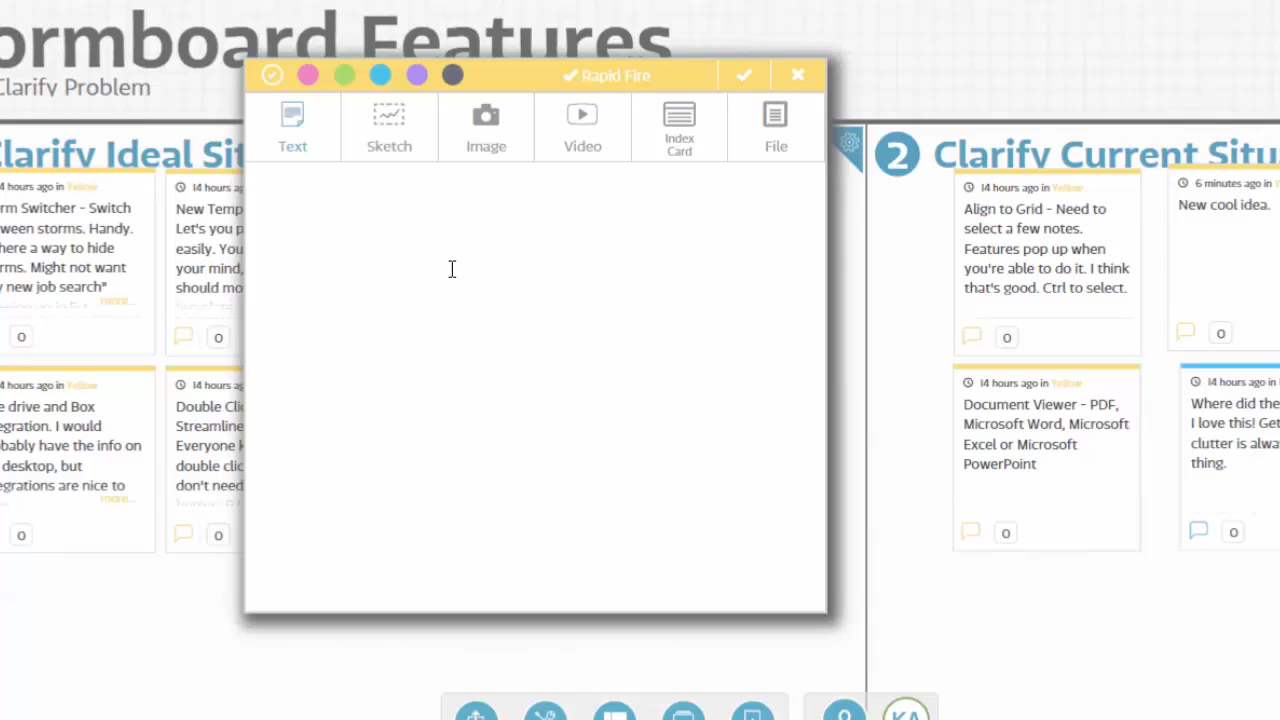 ormboard Features
Clarify Problem
Rapid Fire
Text
Sketch
Image
Video
Index
Card
File
larify Ideal Sit
4 hours ago in Yellow
rm Switcher - Switch
ween storms. Handy.
here a way to hide
rms. Might not want
y new job search"
more...
0
14 hours ag
New Temp
Let's you p
easily. You
your mind,
should mo
0
4 hours ago in Yellow
e drive and Box
egration. I would
bably have the info on
desktop, but
egrations are nice to
more...
0
14 hours ag
Double Clic
Streamline
Everyone k
double clic
don't need
0
2 Clarify Current Situ
14 hours ago in Yellow
Align to Grid - Need to
select a few notes.
Features pop up when
you're able to do it. I think
that's good. Ctrl to select.
0
6 minutes ago in Y
New cool idea.
0
14 hours ago in Yellow
Document Viewer - PDF,
Microsoft Word, Microsoft
Excel or Microsoft
PowerPoint
0
14 hours ago in
Where did the
I love this! Get
clutter is alwa
thing.
0
KA